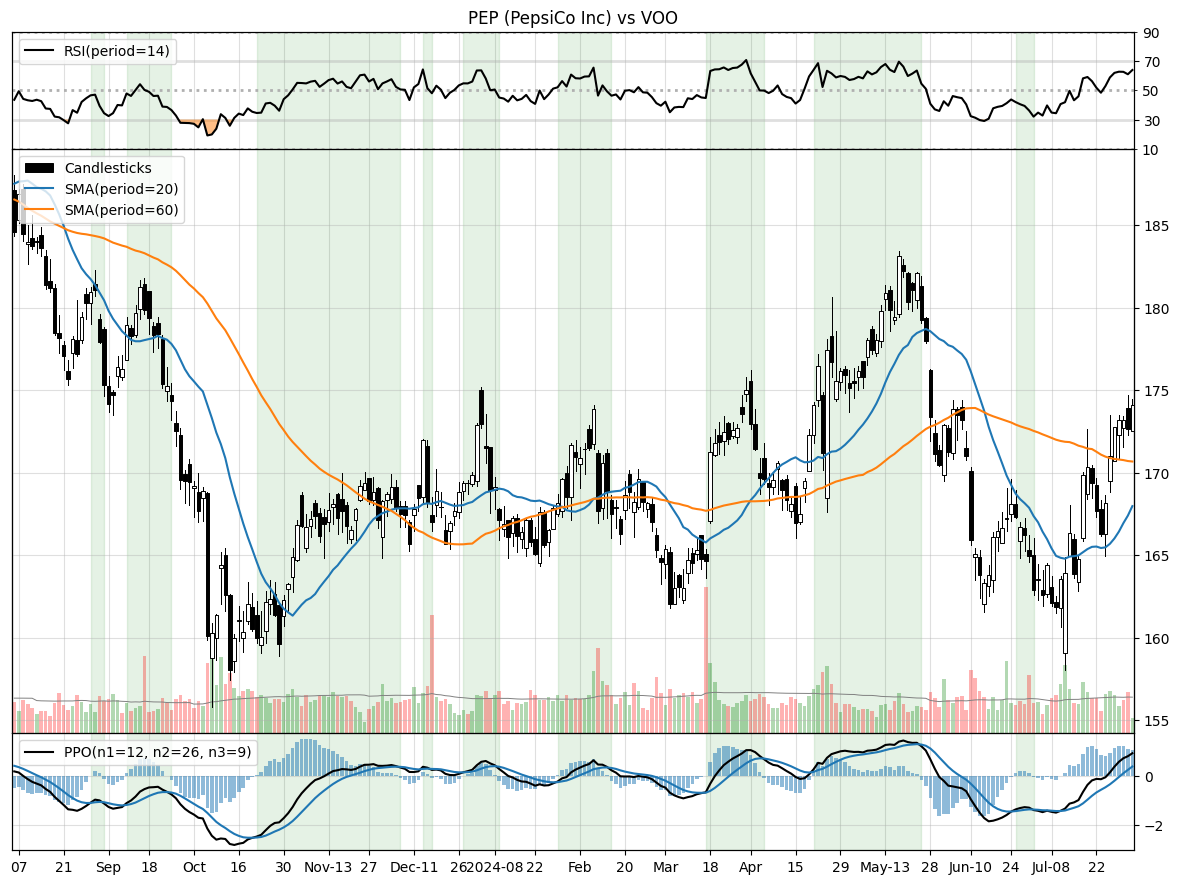 PEP (PepsiCo Inc) vs VOO
RSI(period=14)
90
70
50
30
10
Candlesticks
SMA(period=20)
SMA(period=60)
185
180
175
170
165
160
155
PPO(n1=12, n2=26, n3=9)
0
−2
07 21 Sep 18 Oct 16 30 Nov-13 27 Dec-11 26 2024-08 22 Feb 20 Mar 18 Apr 15 29 May-13 28 Jun-10 24 Jul-08 22